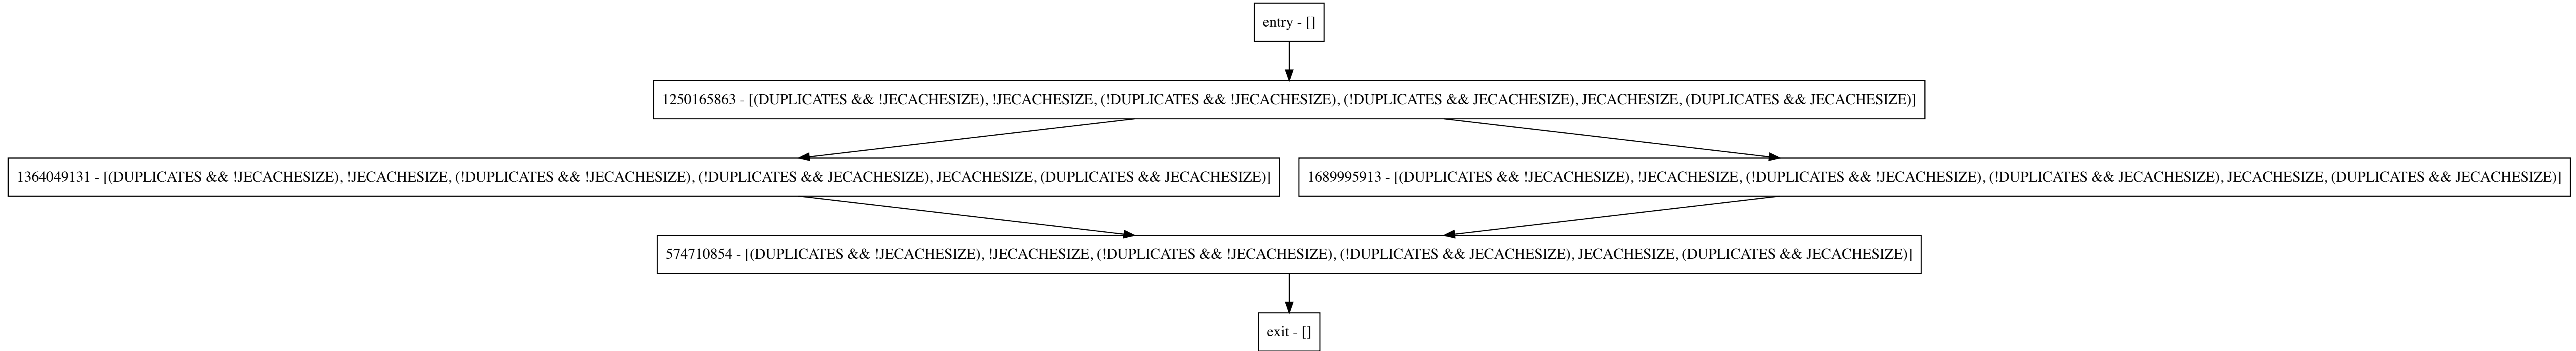 entry - []
1250165863 - [(DUPLICATES && !JECACHESIZE), !JECACHESIZE, (!DUPLICATES && !JECACHESIZE), (!DUPLICATES && JECACHESIZE), JECACHESIZE, (DUPLICATES && JECACHESIZE)]
1364049131 - [(DUPLICATES && !JECACHESIZE), !JECACHESIZE, (!DUPLICATES && !JECACHESIZE), (!DUPLICATES && JECACHESIZE), JECACHESIZE, (DUPLICATES && JECACHESIZE)]
1689995913 - [(DUPLICATES && !JECACHESIZE), !JECACHESIZE, (!DUPLICATES && !JECACHESIZE), (!DUPLICATES && JECACHESIZE), JECACHESIZE, (DUPLICATES && JECACHESIZE)]
574710854 - [(DUPLICATES && !JECACHESIZE), !JECACHESIZE, (!DUPLICATES && !JECACHESIZE), (!DUPLICATES && JECACHESIZE), JECACHESIZE, (DUPLICATES && JECACHESIZE)]
exit - []